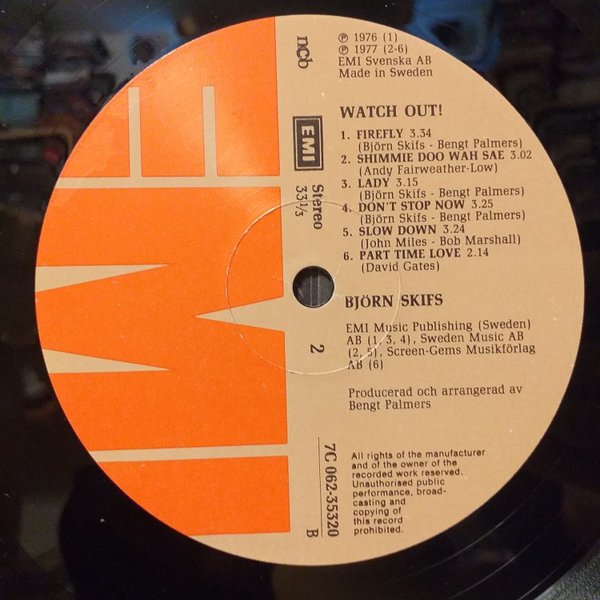 ℗ 1976 (1)
℗ 1977 (2-6)
EMI Svenska AB
Made in Sweden
ncb
EMI
Stereo
33 1/3
WATCH OUT!
1. FIREFLY 3.34
(Björn Skifs - Bengt Palmers)
2. SHIMMIE DOO WAH SAE 3.02
(Andy Fairweather-Low)
3. LADY 3.15
(Björn Skifs - Bengt Palmers)
4. DON'T STOP NOW 3.25
(Björn Skifs - Bengt Palmers)
5. SLOW DOWN 3.24
(John Miles - Bob Marshall)
6. PART TIME LOVE 2.14
(David Gates)
BJÖRN SKIFS
EMI Music Publishing (Sweden)
AB (1, 3, 4), Sweden Music AB
(2, 5), Screen-Gems Musikförlag
AB (6)
2
Producerad och arrangerad av
Bengt Palmers
7C 062-35320
B
All rights of the manufacturer
and of the owner of the
recorded work reserved.
Unauthorised public
performance, broad-
casting and
copying of
this record
prohibited.
EMI